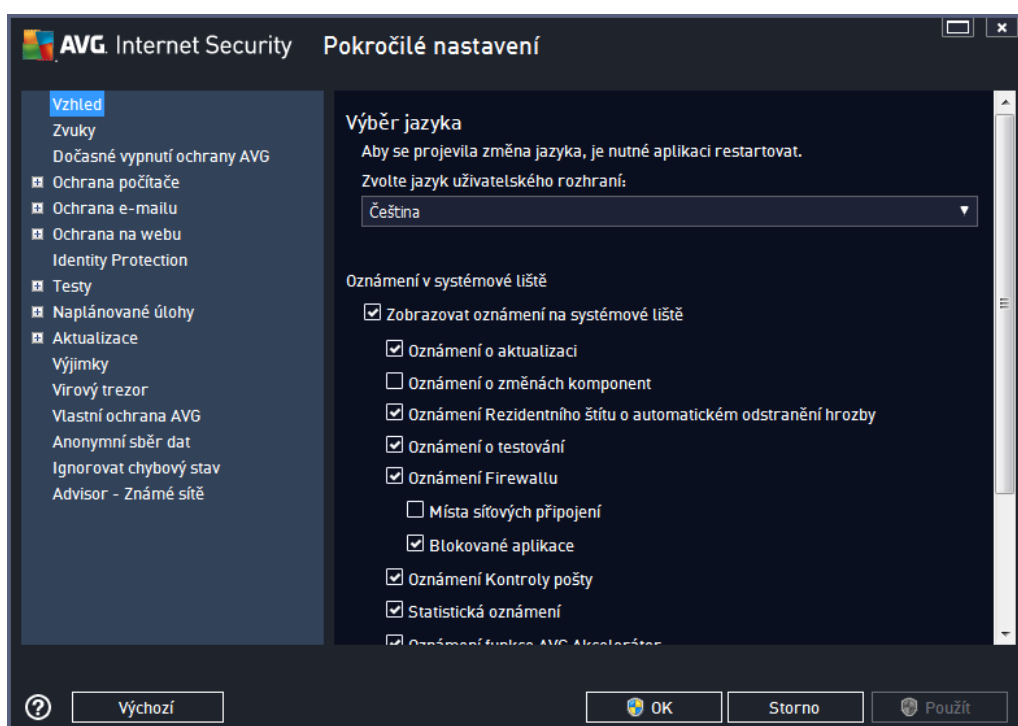 AVG. Internet Security Pokročilé nastavení
Vzhled
Zvuky
Dočasné vypnutí ochrany AVG
Ochrana počítače
Ochrana e-mailu
Ochrana na webu
Identity Protection
Testy
Naplánované úlohy
Aktualizace
Výjimky
Virový trezor
Vlastní ochrana AVG
Anonymní sběr dat
Ignorovat chybový stav
Advisor - Známé sítě
Výběr jazyka
Aby se projevila změna jazyka, je nutné aplikaci restartovat.
Zvolte jazyk uživatelského rozhraní:
Čeština
Oznámení v systémové liště
Zobrazovat oznámení na systémové liště
Oznámení o aktualizaci
Oznámení o změnách komponent
Oznámení Rezidentního štítu o automatickém odstranění hrozby
Oznámení o testování
Oznámení Firewallu
Místa síťových připojení
Blokované aplikace
Oznámení Kontroly pošty
Statistická oznámení
Oznámení funkce AVG Akcelerátor
Výchozí
OK
Storno
Použít